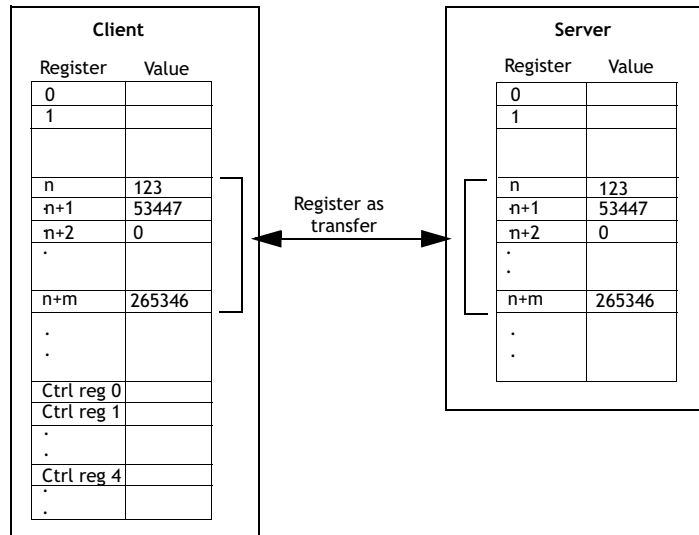 Client
Register Value
0
1
n 123
n+1 53447
n+2 0
.
n+m 265346
.
.
Ctrl reg 0
Ctrl reg 1
.
.
Ctrl reg 4
.
.
Register as
transfer
Server
Register Value
0
1
n 123
n+1 53447
n+2 0
.
.
n+m 265346
.
.